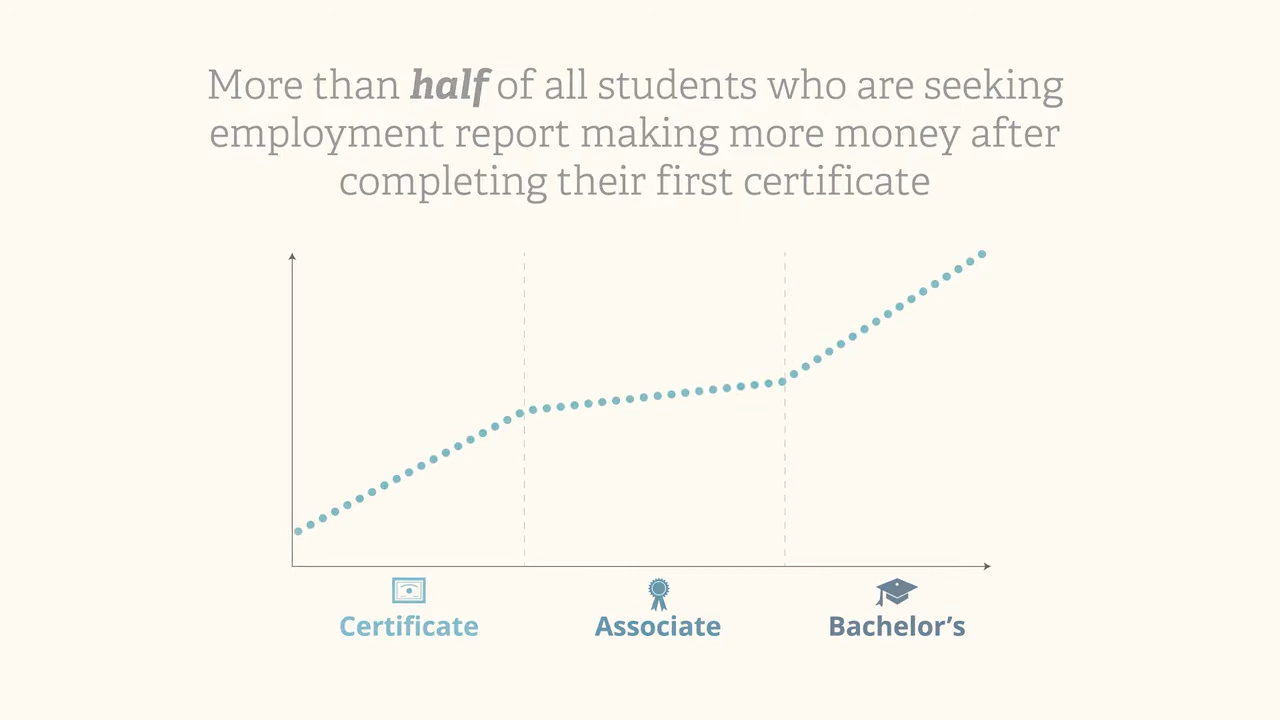 More than half of all students who are seeking
employment report making more money after
completing their first certificate
Certificate
Associate
Bachelor’s